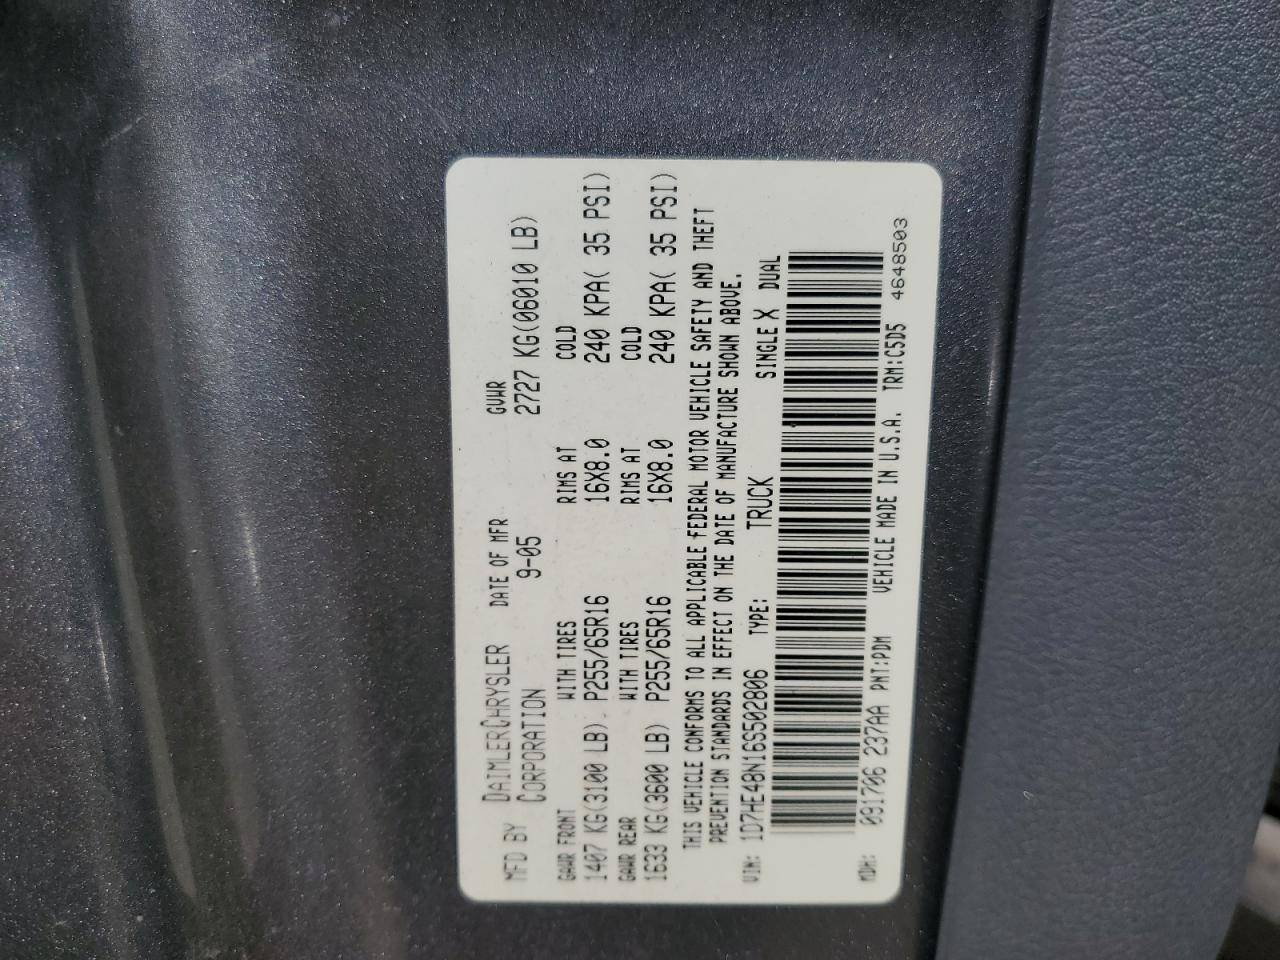 MFD BY DAIMLERCHRYSLER CORPORATION DATE OF MFR 9-05 GVWR 2727 KG(06010 LB)
GAWR FRONT WITH TIRES RIMS AT COLD
1407 KG(3100 LB) P255/65R16 16X8.0 240 KPA( 35 PSI)
GAWR REAR WITH TIRES RIMS AT COLD
1633 KG(3600 LB) P255/65R16 16X8.0 240 KPA( 35 PSI)
THIS VEHICLE CONFORMS TO ALL APPLICABLE FEDERAL MOTOR VEHICLE SAFETY AND THEFT
PREVENTION STANDARDS IN EFFECT ON THE DATE OF MANUFACTURE SHOWN ABOVE.
VIN: 1D7HE48N16S502806 TYPE: TRUCK SINGLE X DUAL
MDH: 091706 237AA PNT:PDM VEHICLE MADE IN U.S.A. TRM:C5D5 4648503